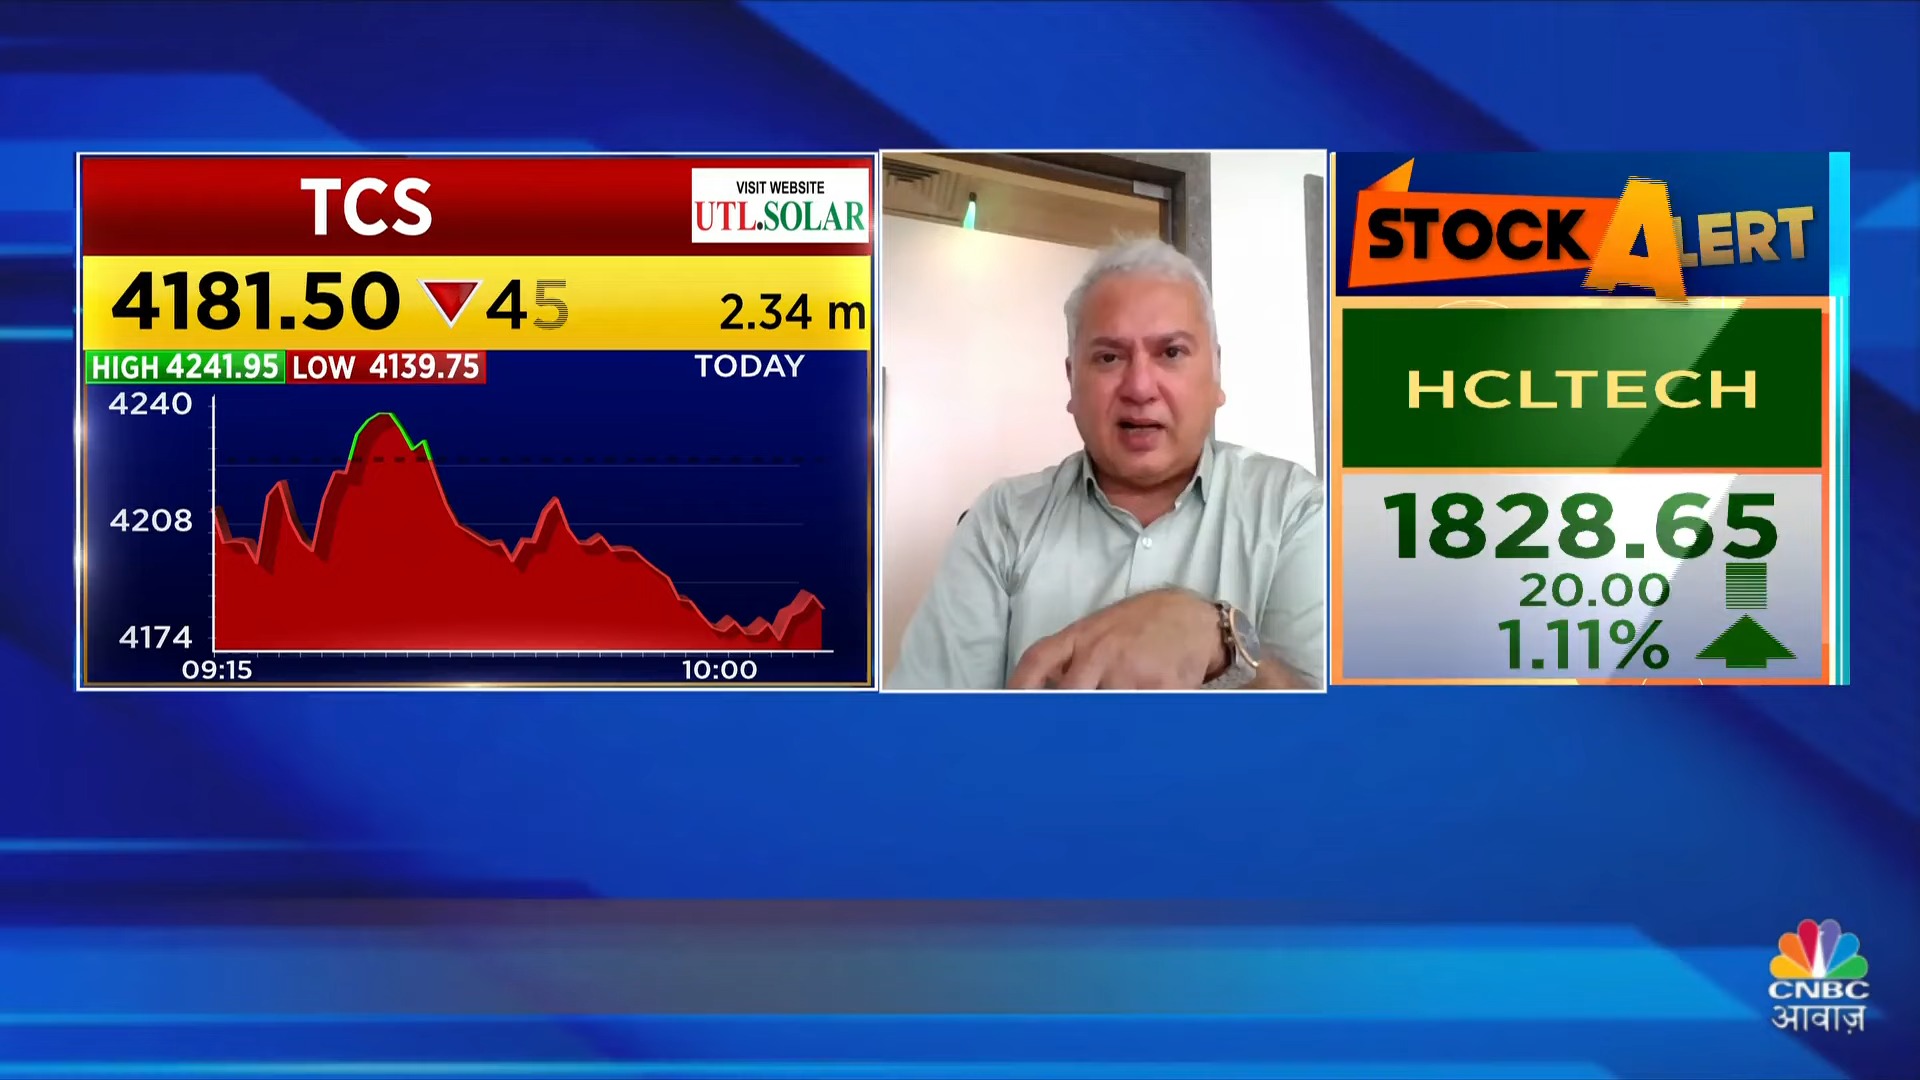 TCS
VISIT WEBSITE
UTL.SOLAR
4181.50 45 2.34 m
HIGH 4241.95 LOW 4139.75 TODAY
4240
4208
4174
09:15 10:00
STOCK ALERT
HCLTECH
1828.65
20.00
1.11%
CNBC
आवाज़